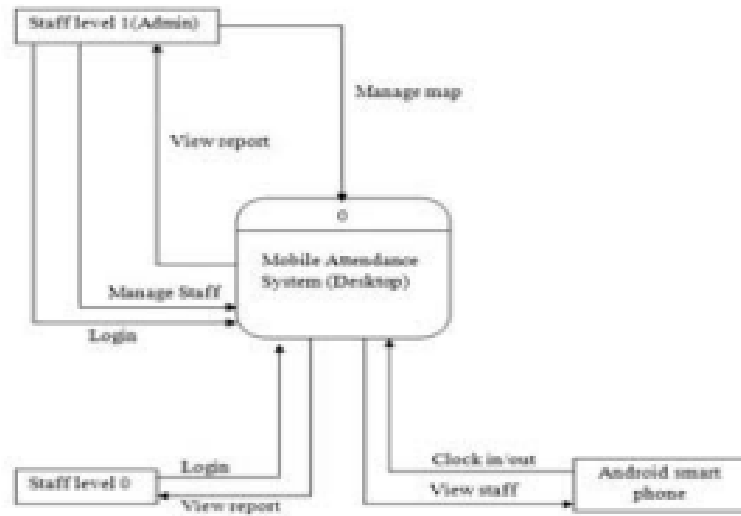 Staff level 1(Admin)
Manage map
View report
0
Mobile Attendance
System (Desktop)
Manage Staff
Login
Login
Staff level 0
View report
Clock in/out
View staff
Android smart
phone